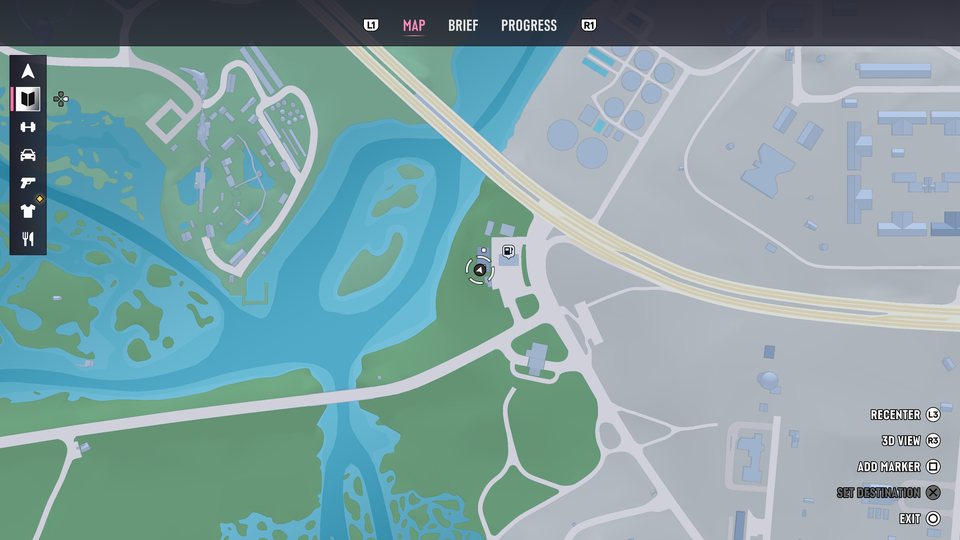 L1 MAP BRIEF PROGRESS R1
RECENTER L3
3D VIEW R3
ADD MARKER
SET DESTINATION
EXIT